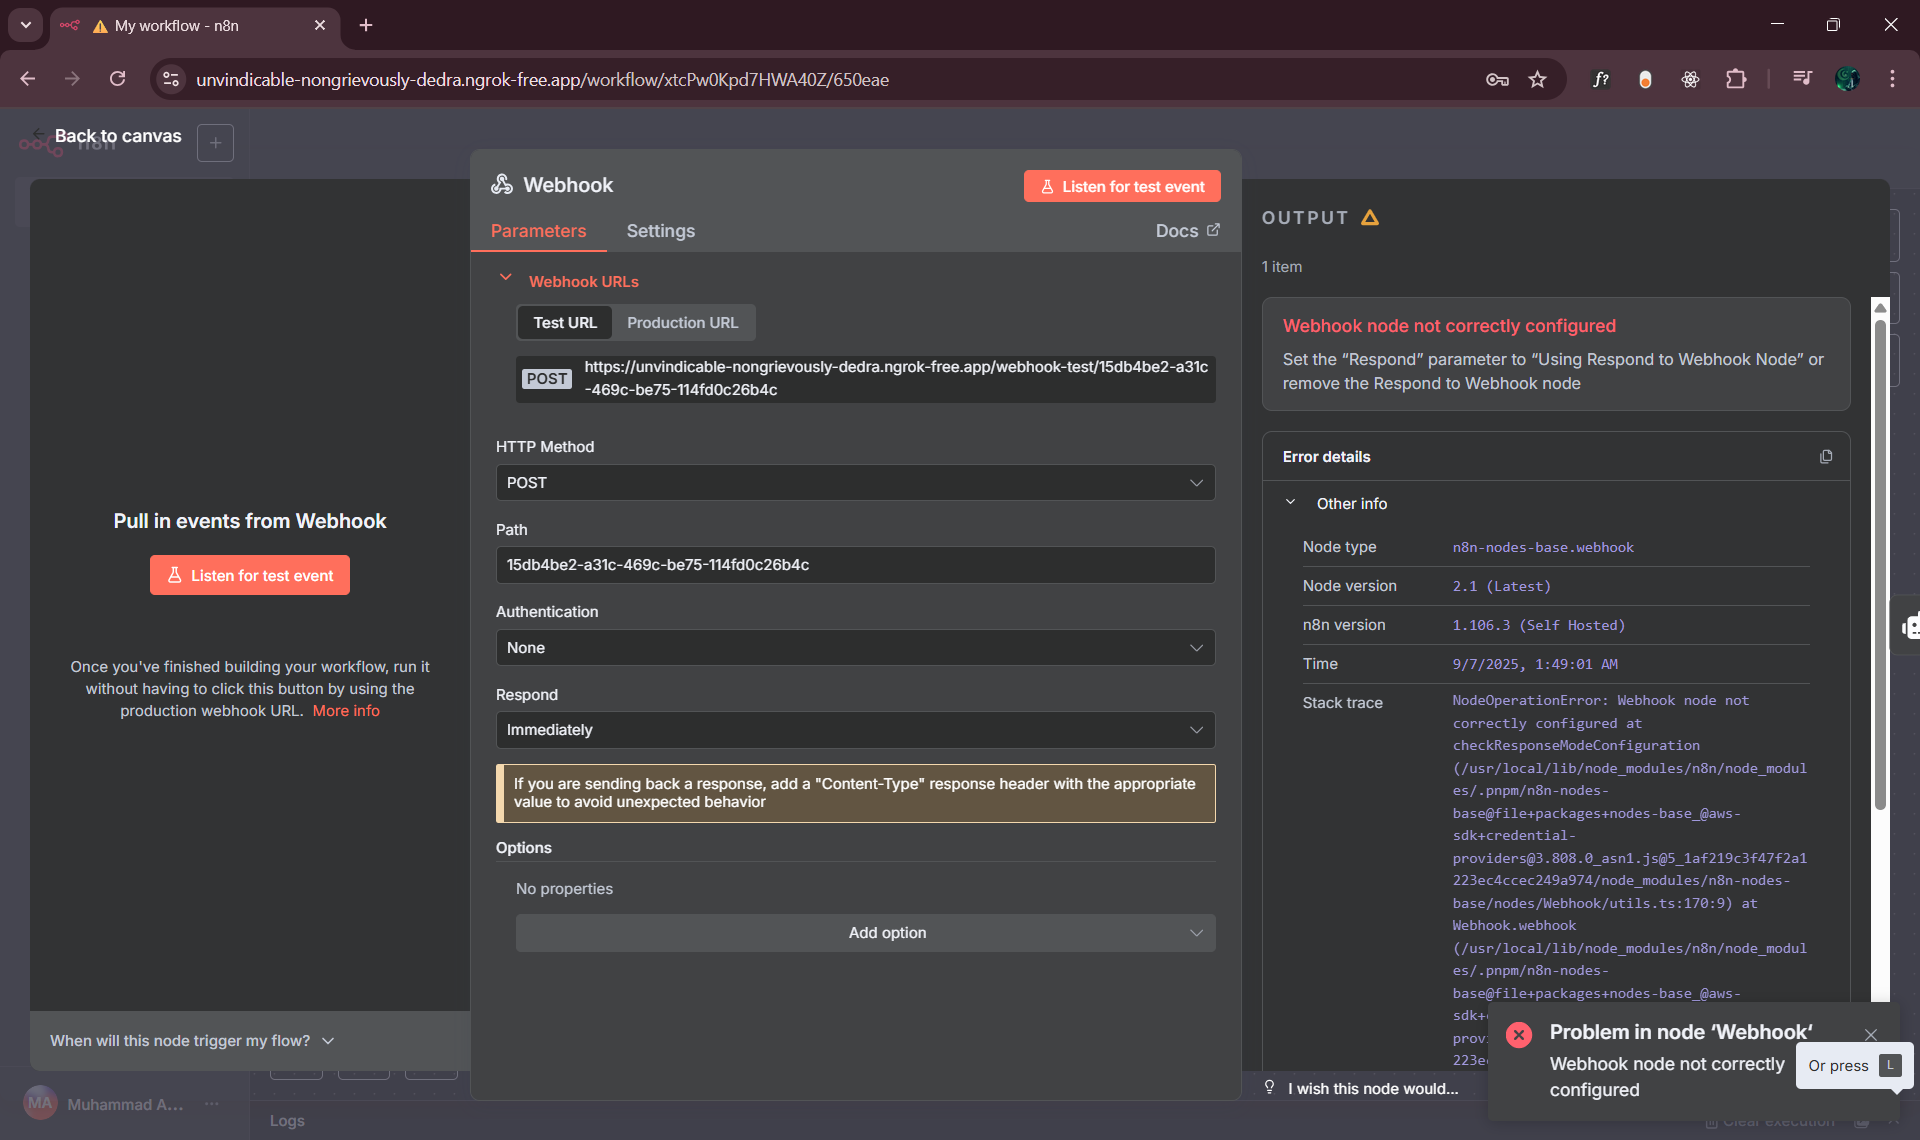 My workflow - n8n
unvindicable-nongrievously-dedra.ngrok-free.app/workflow/xtcPw0Kpd7HWA40Z/650eae
Back to canvas
n8n
Webhook
Listen for test event
Parameters
Settings
Docs
Webhook URLs
Test URL
Production URL
POST
https://unvindicable-nongrievously-dedra.ngrok-free.app/webhook-test/15db4be2-a31c
-469c-be75-114fd0c26b4c
HTTP Method
POST
Path
15db4be2-a31c-469c-be75-114fd0c26b4c
Authentication
None
Respond
Immediately
If you are sending back a response, add a "Content-Type" response header with the appropriate
value to avoid unexpected behavior
Options
No properties
Add option
Pull in events from Webhook
Listen for test event
Once you've finished building your workflow, run it
without having to click this button by using the
production webhook URL. More info
When will this node trigger my flow?
MA
Muhammad A...
Logs
OUTPUT
1 item
Webhook node not correctly configured
Set the “Respond” parameter to “Using Respond to Webhook Node” or
remove the Respond to Webhook node
Error details
Other info
Node type n8n-nodes-base.webhook
Node version 2.1 (Latest)
n8n version 1.106.3 (Self Hosted)
Time 9/7/2025, 1:49:01 AM
Stack trace NodeOperationError: Webhook node not
correctly configured at
checkResponseModeConfiguration
(/usr/local/lib/node_modules/n8n/node_modul
es/.pnpm/n8n-nodes-
base@file+packages+nodes-base_@aws-
sdk+credential-
providers@3.808.0_asn1.js@5_1af219c3f47f2a1
223ec4ccec249a974/node_modules/n8n-nodes-
base/nodes/Webhook/utils.ts:170:9) at
Webhook.webhook
(/usr/local/lib/node_modules/n8n/node_modul
es/.pnpm/n8n-nodes-
base@file+packages+nodes-base_@aws-
sdk+
prov
223e
I wish this node would...
Problem in node ‘Webhook‘
Webhook node not correctly
configured
Or press L
Clear execution